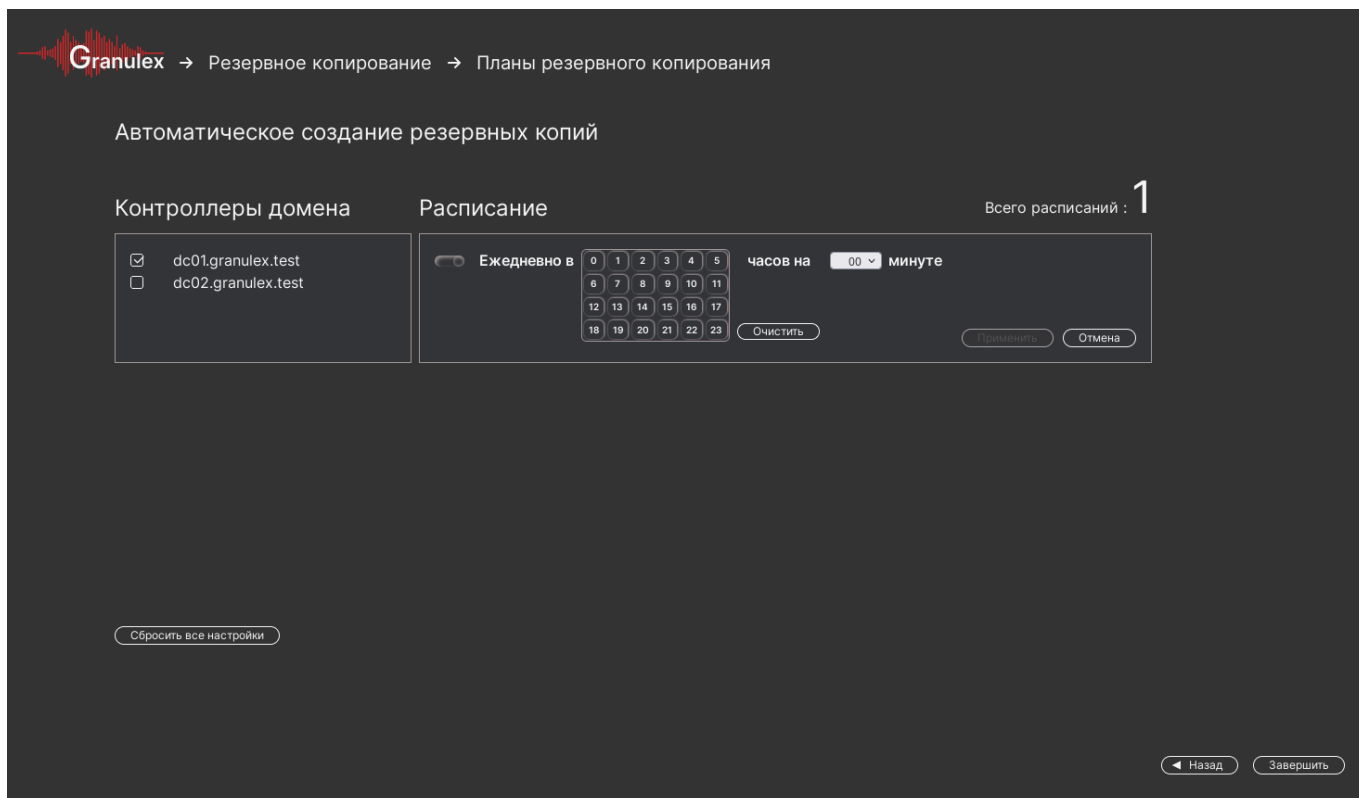 Granulex → Резервное копирование → Планы резервного копирования
Автоматическое создание резервных копий
Контроллеры домена
Расписание
Всего расписаний : 1
dc01.granulex.test
dc02.granulex.test
Ежедневно в
0 1 2 3 4 5
6 7 8 9 10 11
12 13 14 15 16 17
18 19 20 21 22 23
часов на 00 минуте
Очистить
Применить
Отмена
Сбросить все настройки
◄ Назад
Завершить